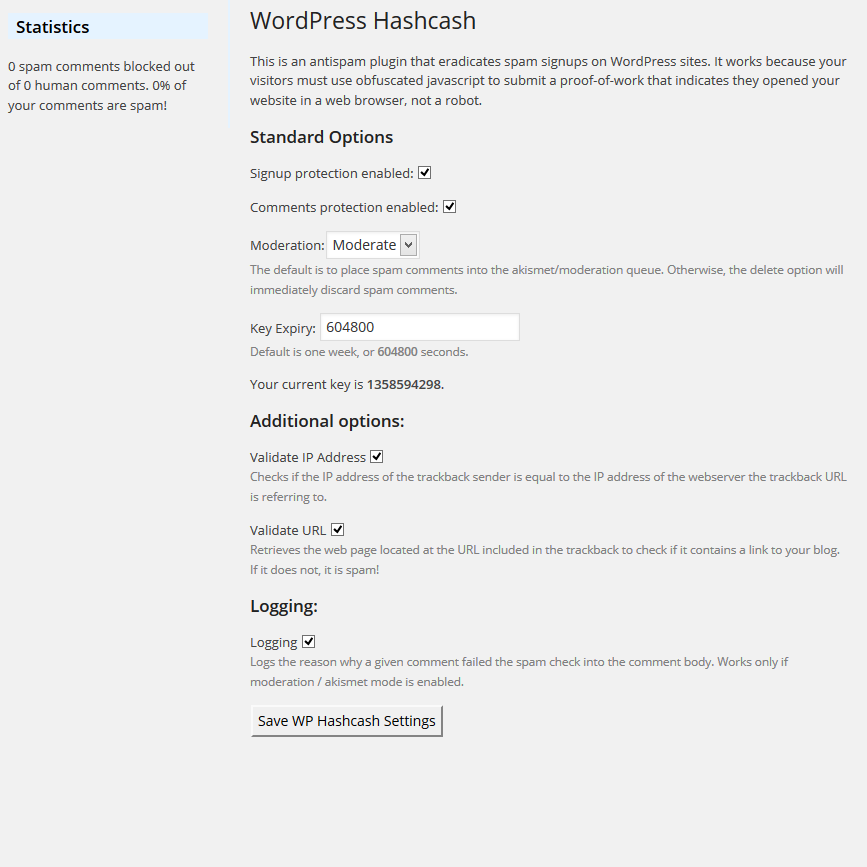 Statistics
0 spam comments blocked out
of 0 human comments. 0% of
your comments are spam!
WordPress Hashcash
This is an antispam plugin that eradicates spam signups on WordPress sites. It works because your
visitors must use obfuscated javascript to submit a proof-of-work that indicates they opened your
website in a web browser, not a robot.
Standard Options
Signup protection enabled:
Comments protection enabled:
Moderation: Moderate
The default is to place spam comments into the akismet/moderation queue. Otherwise, the delete option will
immediately discard spam comments.
Key Expiry: 604800
Default is one week, or 604800 seconds.
Your current key is 1358594298.
Additional options:
Validate IP Address
Checks if the IP address of the trackback sender is equal to the IP address of the webserver the trackback URL
is referring to.
Validate URL
Retrieves the web page located at the URL included in the trackback to check if it contains a link to your blog.
If it does not, it is spam!
Logging:
Logging
Logs the reason why a given comment failed the spam check into the comment body. Works only if
moderation / akismet mode is enabled.
Save WP Hashcash Settings